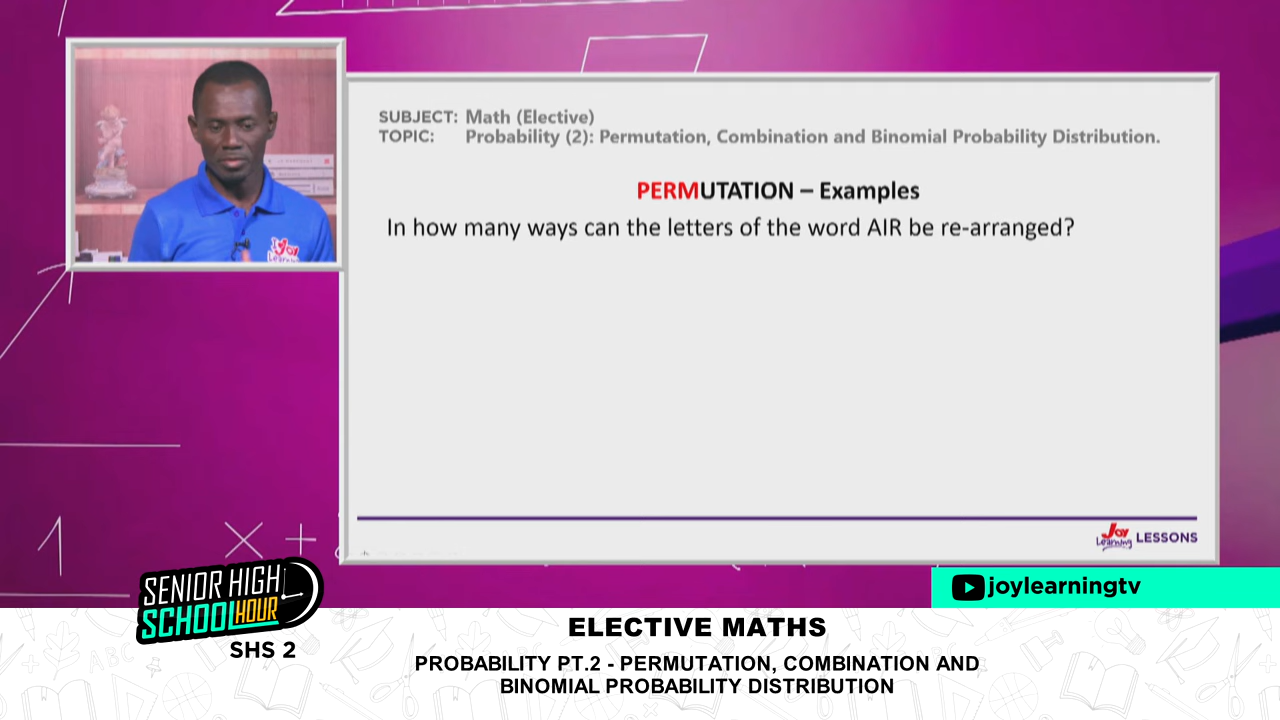 SUBJECT: Math (Elective)
TOPIC: Probability (2): Permutation, Combination and Binomial Probability Distribution.
PERMUTATION – Examples
In how many ways can the letters of the word AIR be re-arranged?
Joy Learning LESSONS
joylearningtv
SENIOR HIGH
SCHOOL HOUR
SHS 2
ELECTIVE MATHS
PROBABILITY PT.2 - PERMUTATION, COMBINATION AND
BINOMIAL PROBABILITY DISTRIBUTION